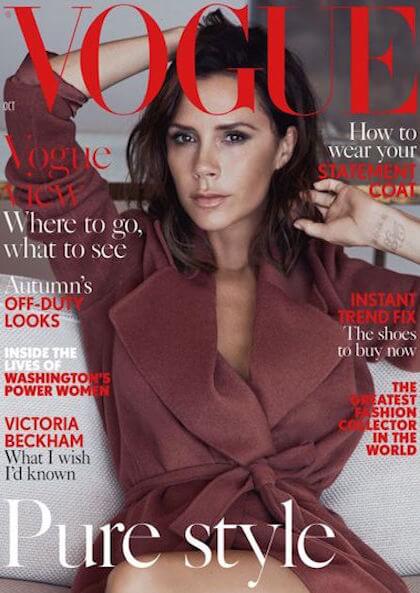 VOGUE
OCT
Vogue
view
Where to go,
what to see
Autumn's
OFF-DUTY
LOOKS
INSIDE THE
LIVES OF
WASHINGTON'S
POWER WOMEN
VICTORIA
BECKHAM
What I wish
I'd known
How to
wear your
STATEMENT
COAT
INSTANT
TREND FIX
The shoes
to buy now
THE
GREATEST
FASHION
COLLECTOR
IN THE
WORLD
Pure style